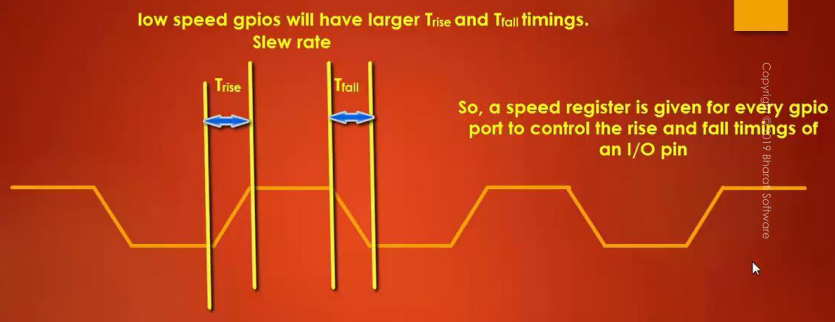 low speed gpios will have larger Trise and Tfall timings.
Slew rate
Trise
Tfall
So, a speed register is given for every gpio
port to control the rise and fall timings of
an I/O pin
Copyright © 2019 Bharati Software